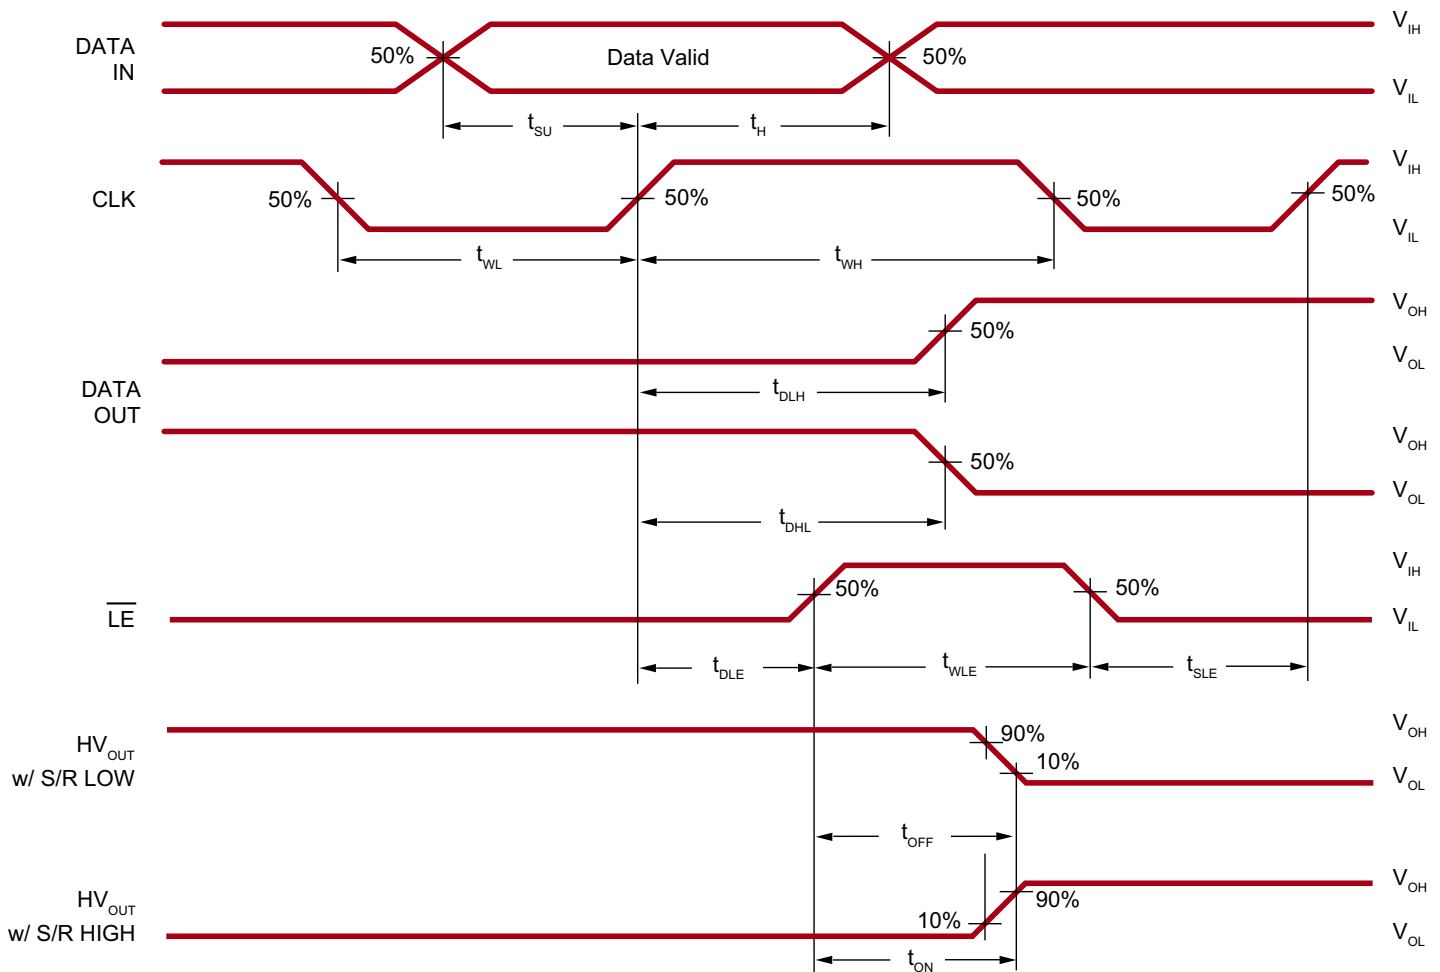 DATA IN
50%
Data Valid
50%
V_IH
V_IL
t_SU
t_H
CLK
50%
50%
50%
50%
V_IH
V_IL
t_WL
t_WH
DATA OUT
50%
V_OH
V_OL
t_DLH
50%
V_OH
V_OL
t_DHL
L̅E̅
50%
50%
V_IH
V_IL
t_DLE
t_WLE
t_SLE
HV_OUT
w/ S/R LOW
90%
10%
V_OH
V_OL
t_OFF
HV_OUT
w/ S/R HIGH
10%
90%
V_OH
V_OL
t_ON